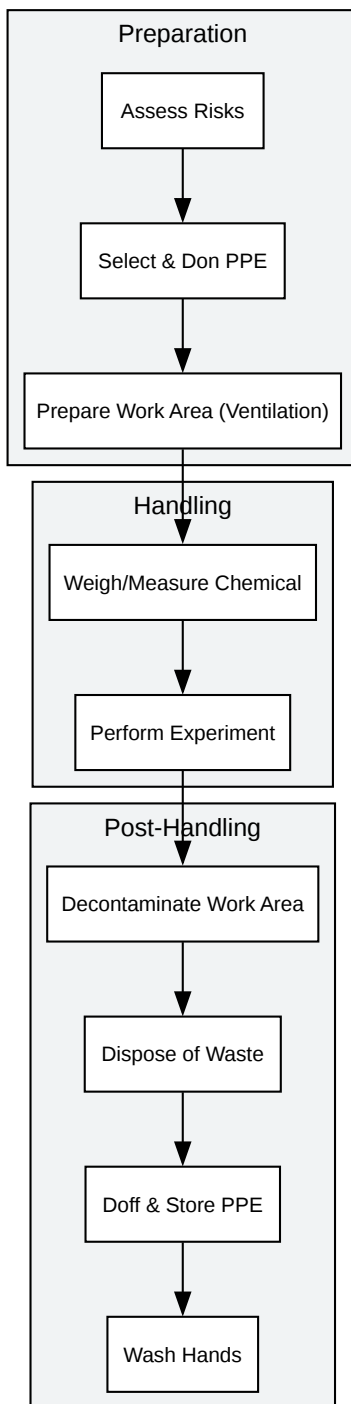 Preparation
Assess Risks
Select & Don PPE
Prepare Work Area (Ventilation)
Handling
Weigh/Measure Chemical
Perform Experiment
Post-Handling
Decontaminate Work Area
Dispose of Waste
Doff & Store PPE
Wash Hands